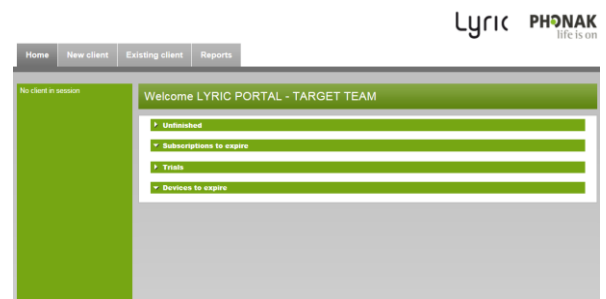 Lyric PHONAK
life is on
Home New client Existing client Reports
No client in session
Welcome LYRIC PORTAL - TARGET TEAM
Unfinished
Subscriptions to expire
Trials
Devices to expire